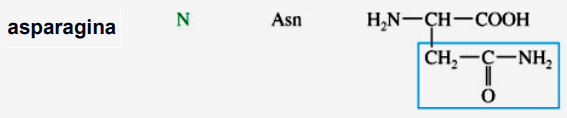 asparagina N Asn H₂N—CH—COOH
CH₂—C—NH₂
O